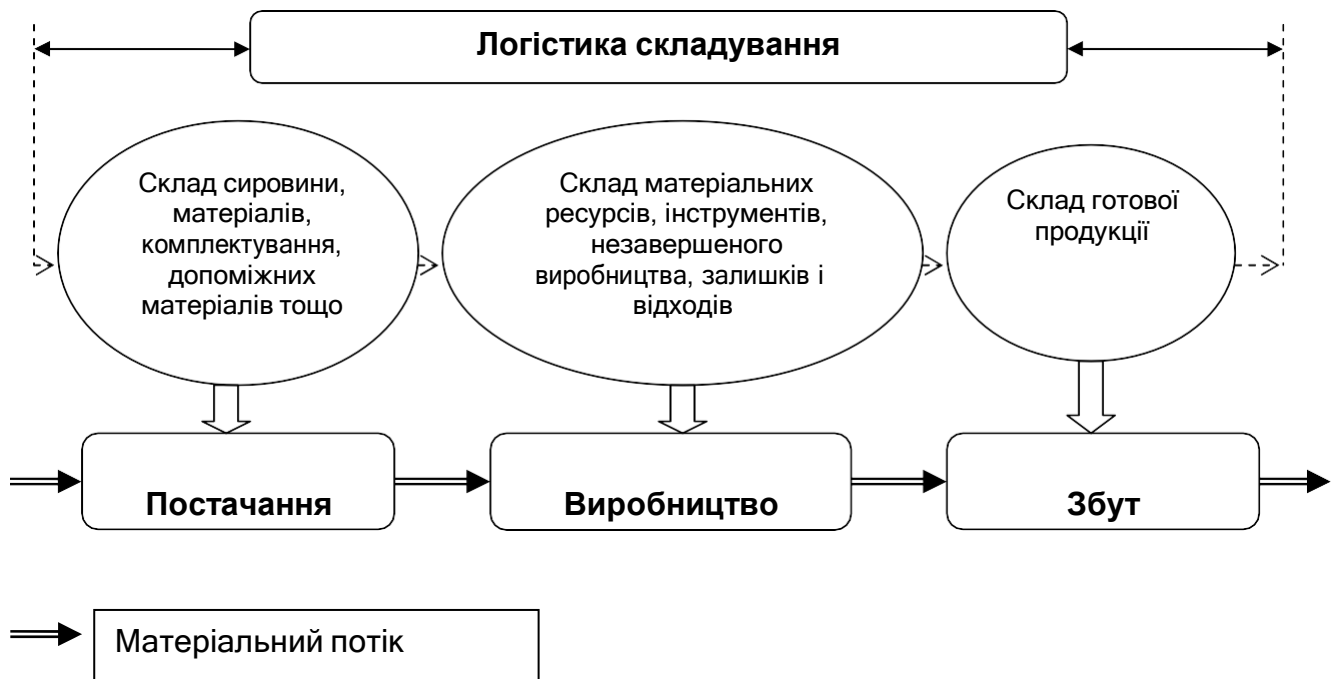 Логістика складування
Склад сировини,
матеріалів,
комплектування,
допоміжних
матеріалів тощо
Склад матеріальних
ресурсів, інструментів,
незавершеного
виробництва, залишків і
відходів
Склад готової
продукції
Постачання
Виробництво
Збут
Матеріальний потік